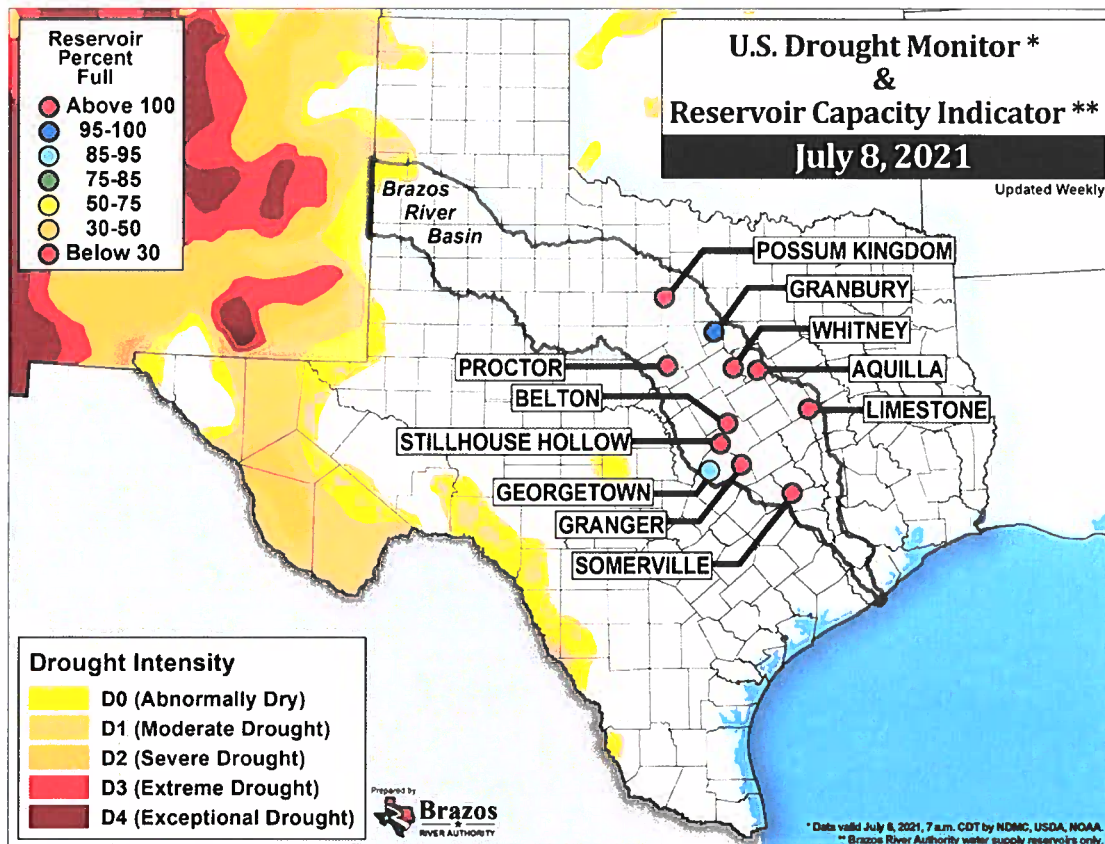 U.S. Drought Monitor *
&
Reservoir Capacity Indicator **
July 8, 2021
Updated Weekly
Reservoir
Percent
Full
Above 100
95-100
85-95
75-85
50-75
30-50
Below 30
Brazos
River
Basin
POSSUM KINGDOM
GRANBURY
WHITNEY
PROCTOR
AQUILLA
BELTON
LIMESTONE
STILLHOUSE HOLLOW
GEORGETOWN
GRANGER
SOMERVILLE
Drought Intensity
D0 (Abnormally Dry)
D1 (Moderate Drought)
D2 (Severe Drought)
D3 (Extreme Drought)
D4 (Exceptional Drought)
Prepared by
Brazos
RIVER AUTHORITY
* Data valid July 6, 2021, 7 a.m. CDT by NDMC, USDA, NOAA.
** Brazos River Authority water supply reservoirs only.